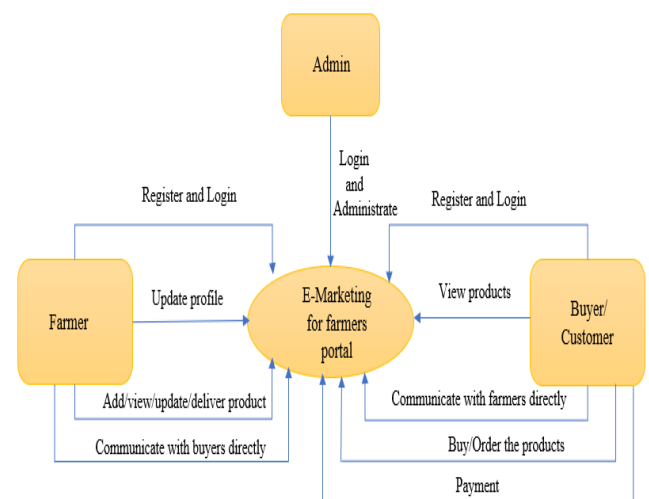 Admin
Login
and
Administrate
Register and Login
Register and Login
Farmer
Update profile
E-Marketing
for farmers
portal
View products
Buyer/
Customer
Add/view/update/deliver product
Communicate with farmers directly
Communicate with buyers directly
Buy/Order the products
Payment